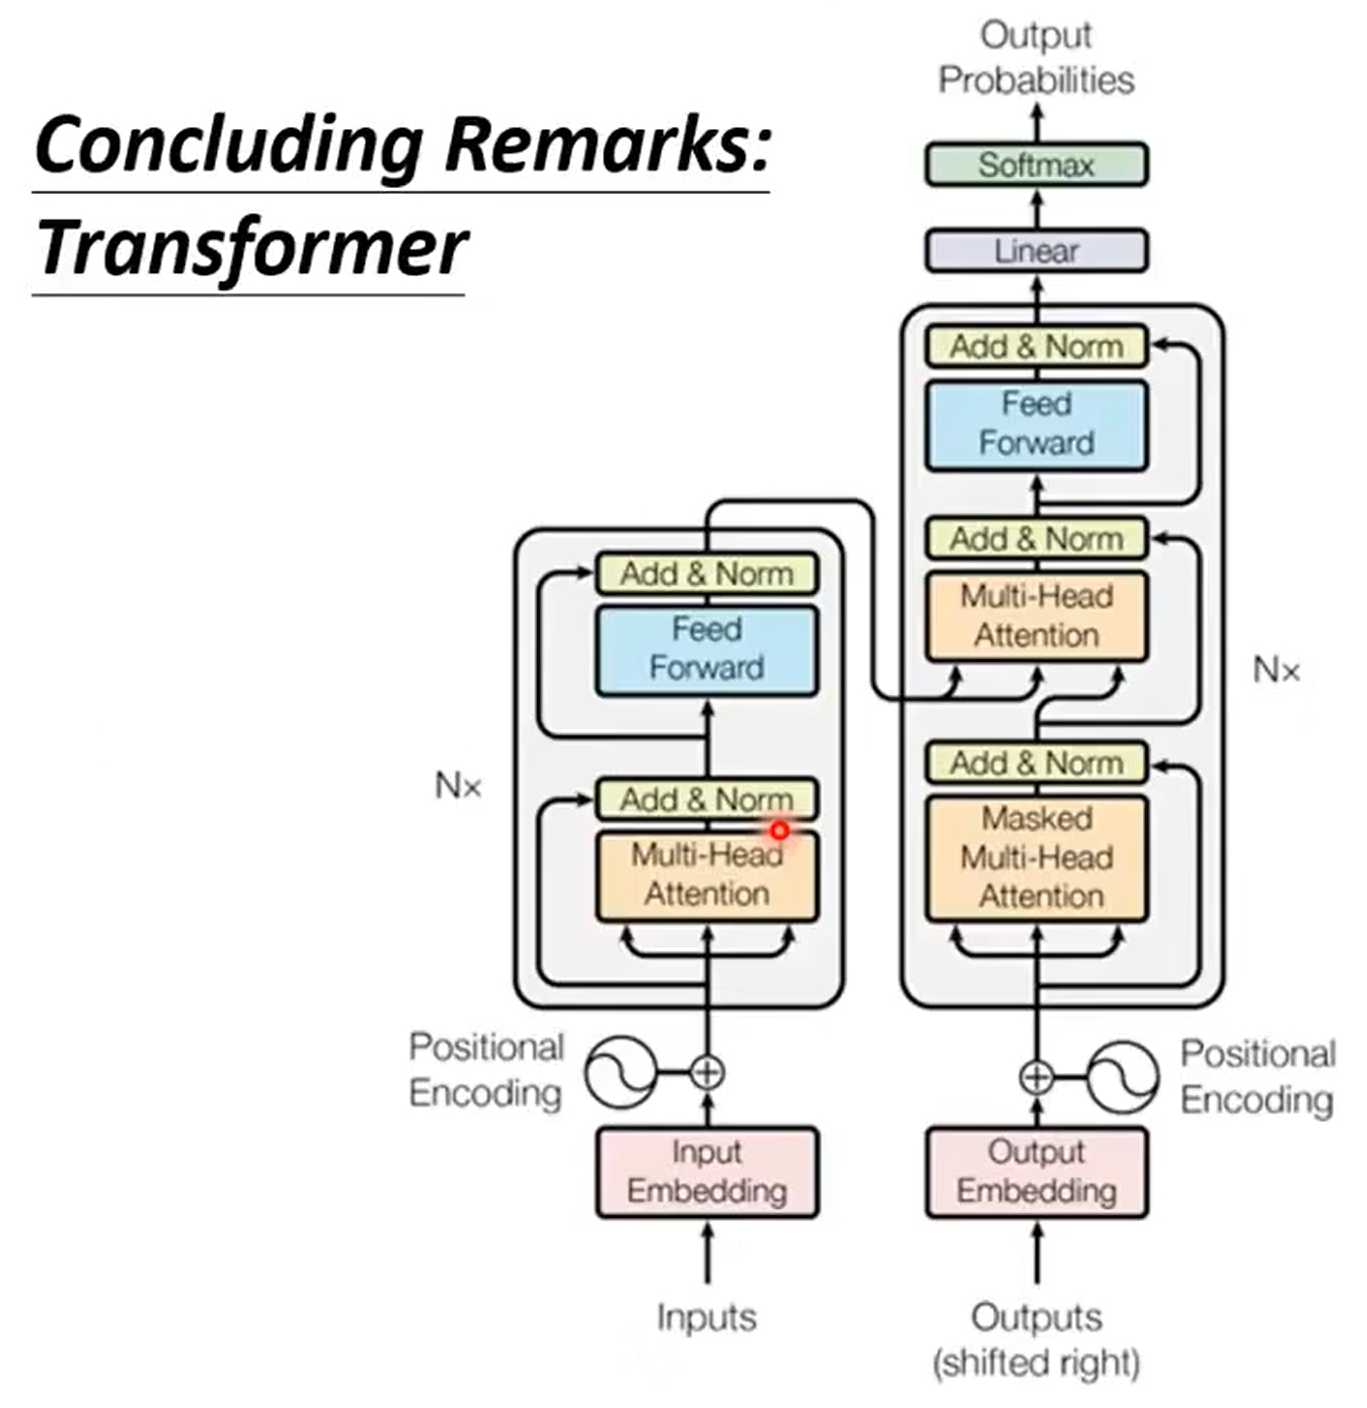 Concluding Remarks:
Transformer
Output
Probabilities
Softmax
Linear
Add & Norm
Feed
Forward
Add & Norm
Multi-Head
Attention
Nx
Add & Norm
Masked
Multi-Head
Attention
Positional
Encoding
Output
Embedding
Outputs
(shifted right)
Add & Norm
Feed
Forward
Nx
Add & Norm
Multi-Head
Attention
Positional
Encoding
Input
Embedding
Inputs